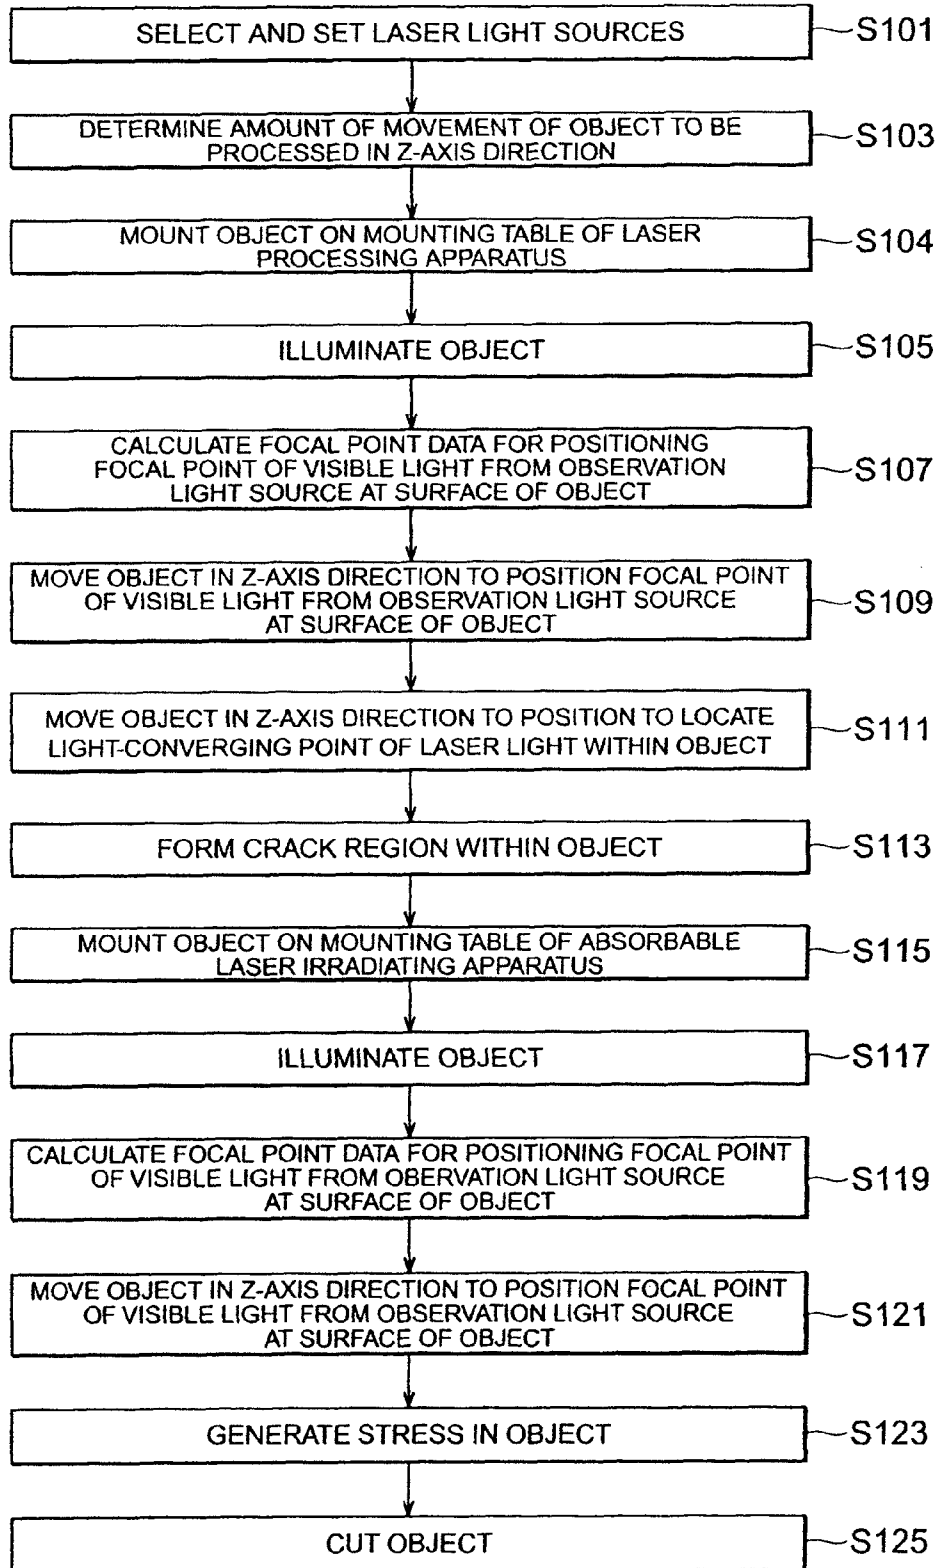 SELECT AND SET LASER LIGHT SOURCES
S101
DETERMINE AMOUNT OF MOVEMENT OF OBJECT TO BE
PROCESSED IN Z-AXIS DIRECTION
S103
MOUNT OBJECT ON MOUNTING TABLE OF LASER
PROCESSING APPARATUS
S104
ILLUMINATE OBJECT
S105
CALCULATE FOCAL POINT DATA FOR POSITIONING
FOCAL POINT OF VISIBLE LIGHT FROM OBSERVATION
LIGHT SOURCE AT SURFACE OF OBJECT
S107
MOVE OBJECT IN Z-AXIS DIRECTION TO POSITION FOCAL POINT
OF VISIBLE LIGHT FROM OBSERVATION LIGHT SOURCE
AT SURFACE OF OBJECT
S109
MOVE OBJECT IN Z-AXIS DIRECTION TO POSITION TO LOCATE
LIGHT-CONVERGING POINT OF LASER LIGHT WITHIN OBJECT
S111
FORM CRACK REGION WITHIN OBJECT
S113
MOUNT OBJECT ON MOUNTING TABLE OF ABSORBABLE
LASER IRRADIATING APPARATUS
S115
ILLUMINATE OBJECT
S117
CALCULATE FOCAL POINT DATA FOR POSITIONING FOCAL POINT
OF VISIBLE LIGHT FROM OBERVATION LIGHT SOURCE
AT SURFACE OF OBJECT
S119
MOVE OBJECT IN Z-AXIS DIRECTION TO POSITION FOCAL POINT
OF VISIBLE LIGHT FROM OBSERVATION LIGHT SOURCE
AT SURFACE OF OBJECT
S121
GENERATE STRESS IN OBJECT
S123
CUT OBJECT
S125